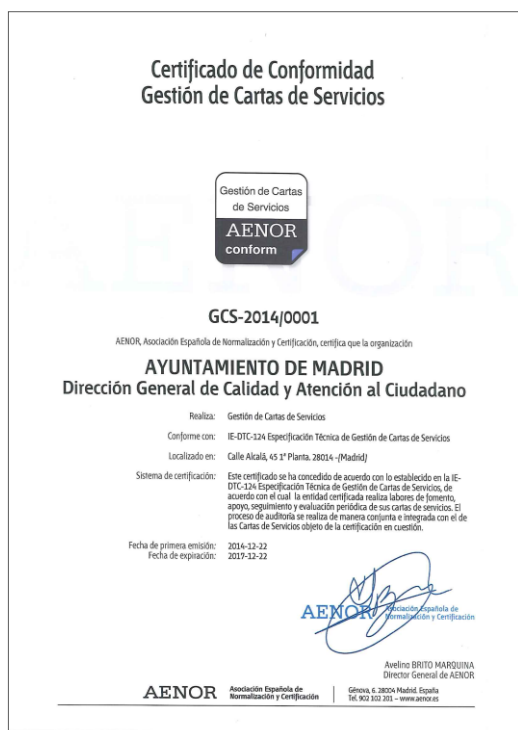 Certificado de Conformidad
Gestión de Cartas de Servicios
Gestión de Cartas
de Servicios
AENOR
conform
GCS-2014/0001
AENOR, Asociación Española de Normalización y Certificación, certifica que la organización
AYUNTAMIENTO DE MADRID
Dirección General de Calidad y Atención al Ciudadano
Realiza: Gestión de Cartas de Servicios
Conforme con: IE-DTC-124 Especificación Técnica de Gestión de Cartas de Servicios
Localizado en: Calle Alcalá, 45 1ª Planta. 28014 -(Madrid)
Sistema de certificación: Este certificado se ha concedido de acuerdo con lo establecido en la IE-
DTC-124 Especificación Técnica de Gestión de Cartas de Servicios, de
acuerdo con el cual la entidad certificada realiza labores de fomento,
apoyo, seguimiento y evaluación periódica de sus cartas de servicios. El
proceso de auditoría se realiza de manera conjunta e integrada con el de
las Cartas de Servicios objeto de la certificación en cuestión.
Fecha de primera emisión: 2014-12-22
Fecha de expiración: 2017-12-22
AENOR Asociación Española de
Normalización y Certificación
Avelino BRITO MARQUINA
Director General de AENOR
AENOR Asociación Española de
Normalización y Certificación
Génova, 6. 28004 Madrid. España
Tel. 902 102 201 – www.aenor.es